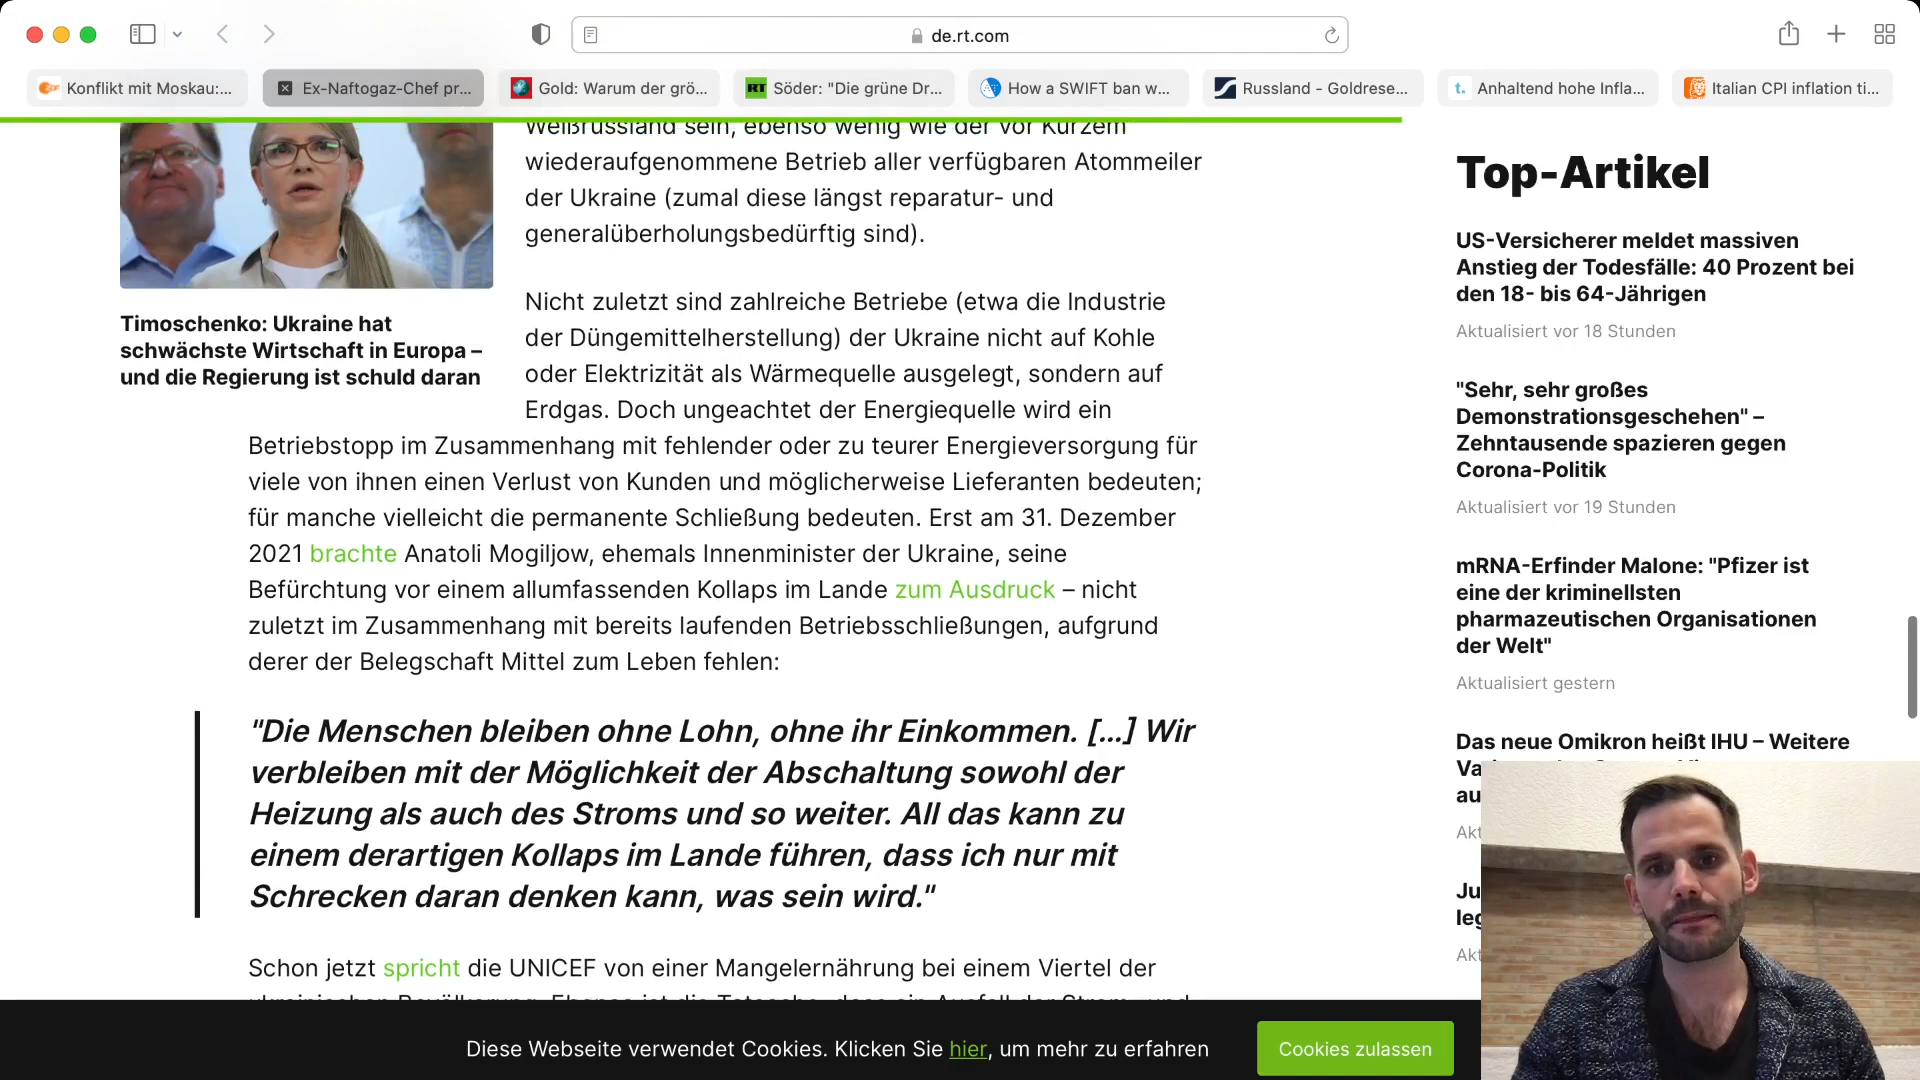 de.rt.com
Konflikt mit Moskau:...
Ex-Naftogaz-Chef pr...
Gold: Warum der grö...
RT
Söder: "Die grüne Dr...
How a SWIFT ban w...
Russland - Goldrese...
t.
Anhaltend hohe Infla...
Italian CPI inflation ti...
Weißrussland sein, ebenso wenig wie der vor Kurzem
wiederaufgenommene Betrieb aller verfügbaren Atommeiler
der Ukraine (zumal diese längst reparatur- und
generalüberholungsbedürftig sind).
Timoschenko: Ukraine hat
schwächste Wirtschaft in Europa –
und die Regierung ist schuld daran
Nicht zuletzt sind zahlreiche Betriebe (etwa die Industrie
der Düngemittelherstellung) der Ukraine nicht auf Kohle
oder Elektrizität als Wärmequelle ausgelegt, sondern auf
Erdgas. Doch ungeachtet der Energiequelle wird ein
Betriebstopp im Zusammenhang mit fehlender oder zu teurer Energieversorgung für
viele von ihnen einen Verlust von Kunden und möglicherweise Lieferanten bedeuten;
für manche vielleicht die permanente Schließung bedeuten. Erst am 31. Dezember
2021 brachte Anatoli Mogiljow, ehemals Innenminister der Ukraine, seine
Befürchtung vor einem allumfassenden Kollaps im Lande zum Ausdruck – nicht
zuletzt im Zusammenhang mit bereits laufenden Betriebsschließungen, aufgrund
derer der Belegschaft Mittel zum Leben fehlen:
"Die Menschen bleiben ohne Lohn, ohne ihr Einkommen. [...] Wir
verbleiben mit der Möglichkeit der Abschaltung sowohl der
Heizung als auch des Stroms und so weiter. All das kann zu
einem derartigen Kollaps im Lande führen, dass ich nur mit
Schrecken daran denken kann, was sein wird."
Schon jetzt spricht die UNICEF von einer Mangelernährung bei einem Viertel der
ukrainischen Bevölkerung. Ebenso ist die Tatsache, dass ein Ausfall der Strom- und
Top-Artikel
US-Versicherer meldet massiven
Anstieg der Todesfälle: 40 Prozent bei
den 18- bis 64-Jährigen
Aktualisiert vor 18 Stunden
"Sehr, sehr großes
Demonstrationsgeschehen" –
Zehntausende spazieren gegen
Corona-Politik
Aktualisiert vor 19 Stunden
mRNA-Erfinder Malone: "Pfizer ist
eine der kriminellsten
pharmazeutischen Organisationen
der Welt"
Aktualisiert gestern
Das neue Omikron heißt IHU – Weitere
Va
au
Akt
Ju
leg
Akt
Diese Webseite verwendet Cookies. Klicken Sie hier, um mehr zu erfahren
Cookies zulassen